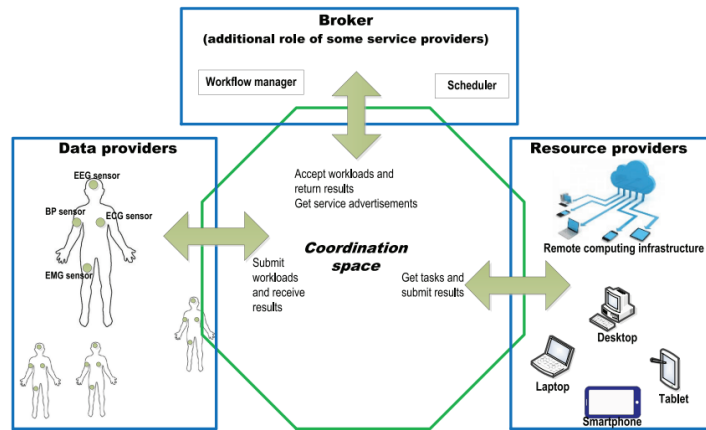 Broker
(additional role of some service providers)
Workflow manager
Scheduler
Data providers
EEG sensor
BP sensor
ECG sensor
EMG sensor
Accept workloads and
return results
Get service advertisements
Coordination
space
Submit
workloads
and receive
results
Get tasks and
submit results
Resource providers
Remote computing infrastructure
Desktop
Laptop
Tablet
Smartphone